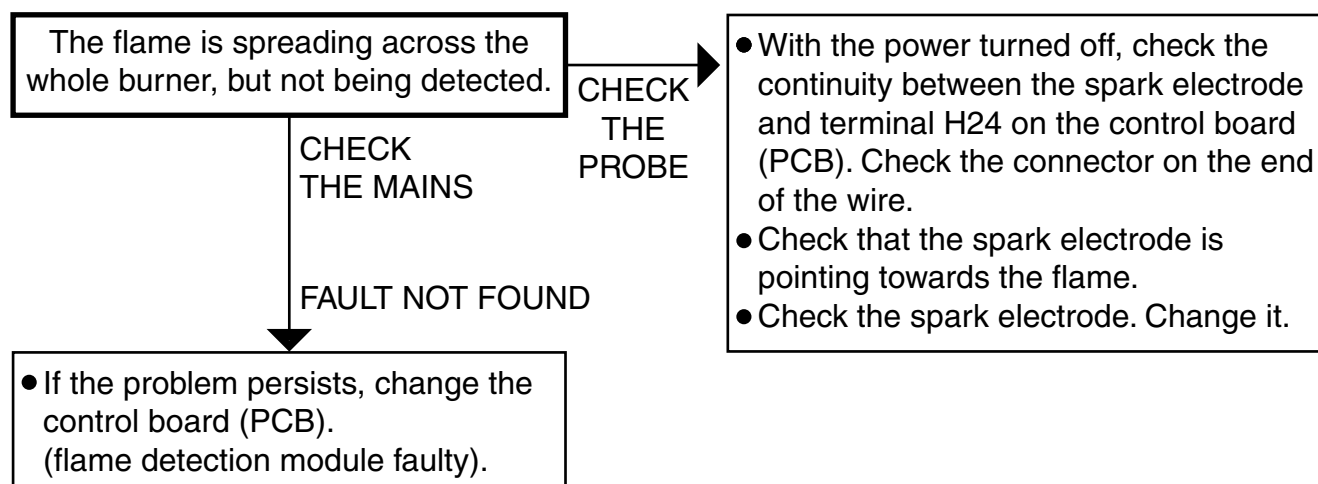 The flame is spreading across the
whole burner, but not being detected.
CHECK
THE
PROBE
● With the power turned off, check the
continuity between the spark electrode
and terminal H24 on the control board
(PCB). Check the connector on the end
of the wire.
● Check that the spark electrode is
pointing towards the flame.
● Check the spark electrode. Change it.
CHECK
THE MAINS
FAULT NOT FOUND
● If the problem persists, change the
control board (PCB).
(flame detection module faulty).